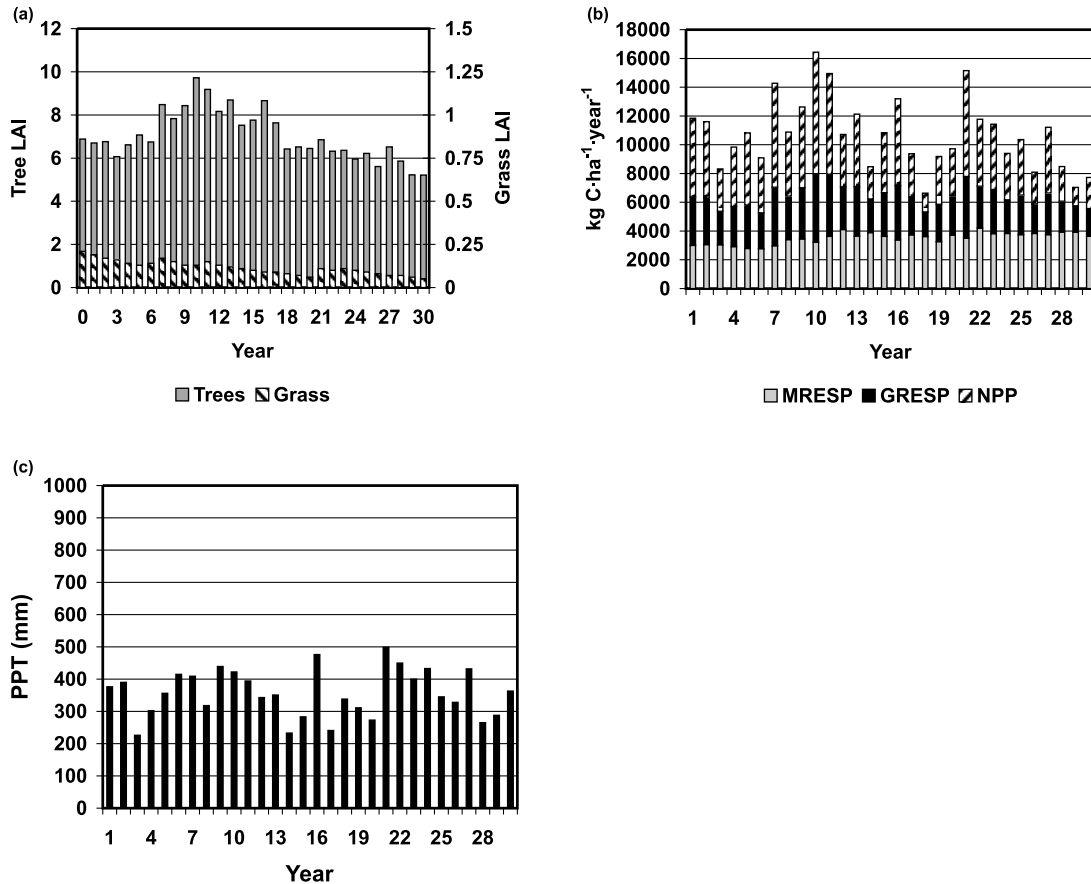 (a)
12
10
8
6
4
2
0
1.5
1.25
1
0.75
0.5
0.25
0
Tree LAI
Grass LAI
0 3 6 9 12 15 18 21 24 27 30
Year
Trees Grass
(b)
18000
16000
14000
12000
10000
8000
6000
4000
2000
0
kg C·ha-1·year-1
1 4 7 10 13 16 19 22 25 28
Year
MRESP GRESP NPP
(c)
1000
900
800
700
600
500
400
300
200
100
0
PPT (mm)
1 4 7 10 13 16 19 22 25 28
Year